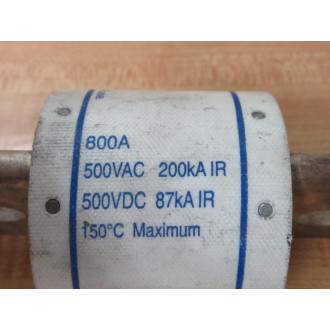 800A
500VAC 200kA IR
500VDC 87kA IR
150°C Maximum